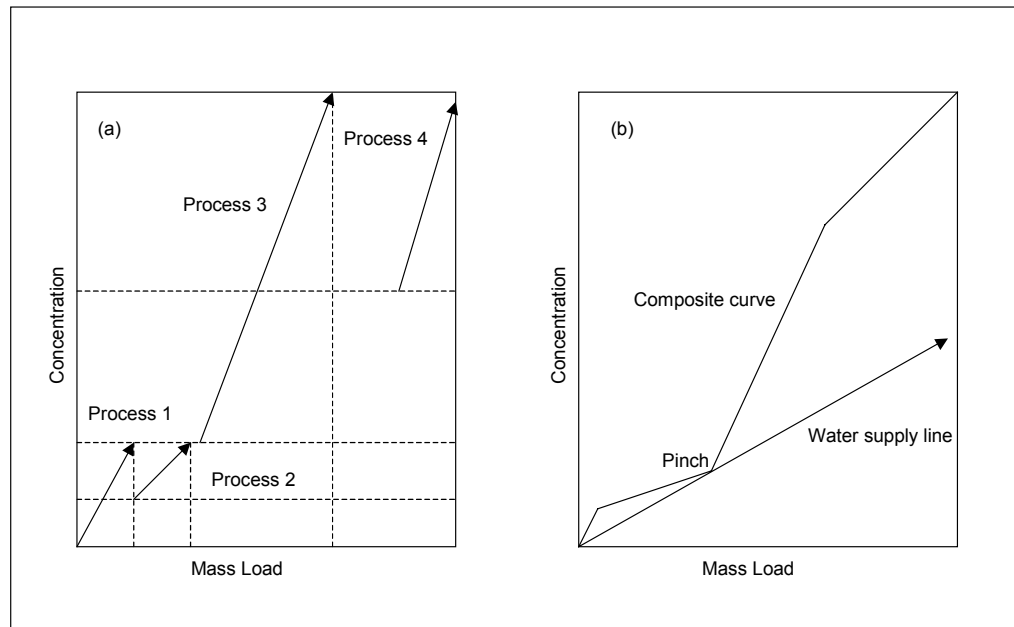 (a)
Process 4
Process 3
Process 1
Process 2
Concentration
Mass Load
(b)
Composite curve
Water supply line
Pinch
Concentration
Mass Load